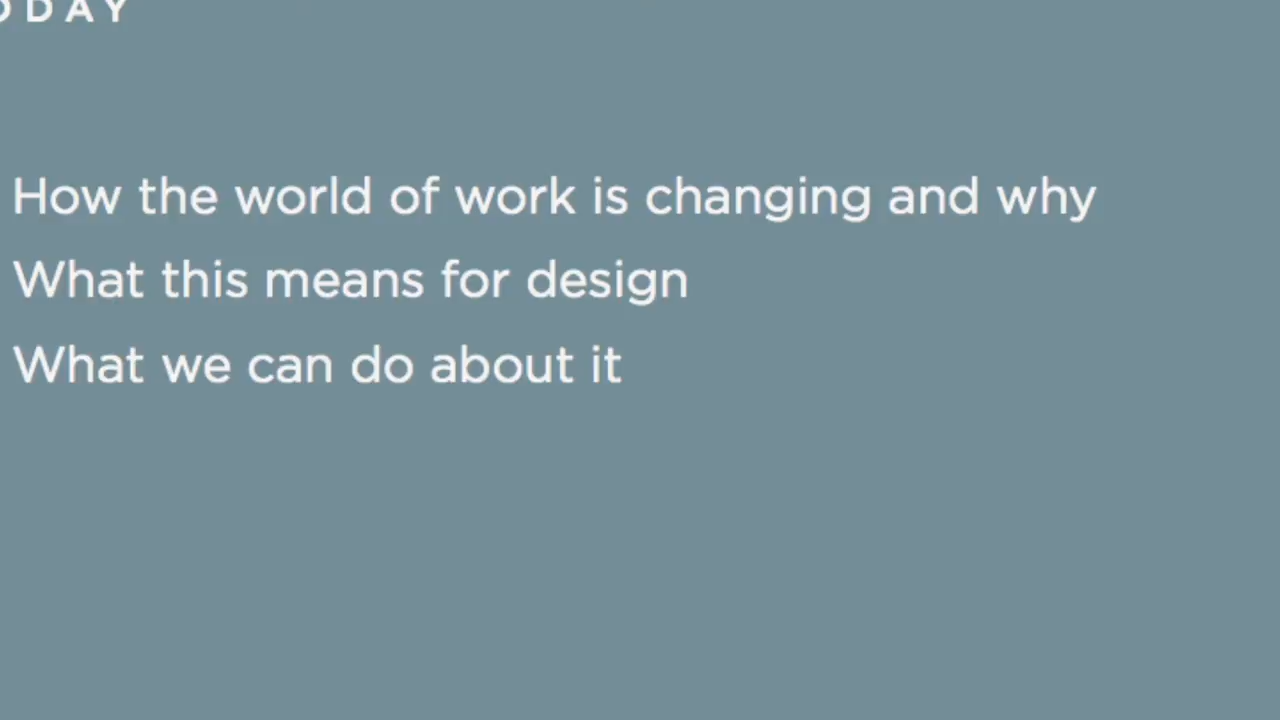 ODAY
How the world of work is changing and why
What this means for design
What we can do about it